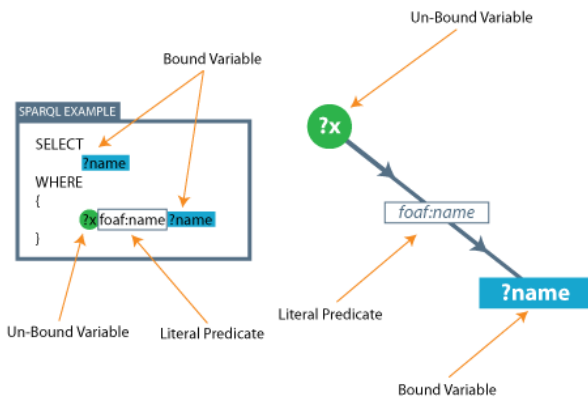 Un-Bound Variable
Bound Variable
SPARQL EXAMPLE
SELECT
?name
WHERE
{
?x foaf:name ?name
}
Un-Bound Variable
Literal Predicate
?x
foaf:name
?name
Literal Predicate
Bound Variable